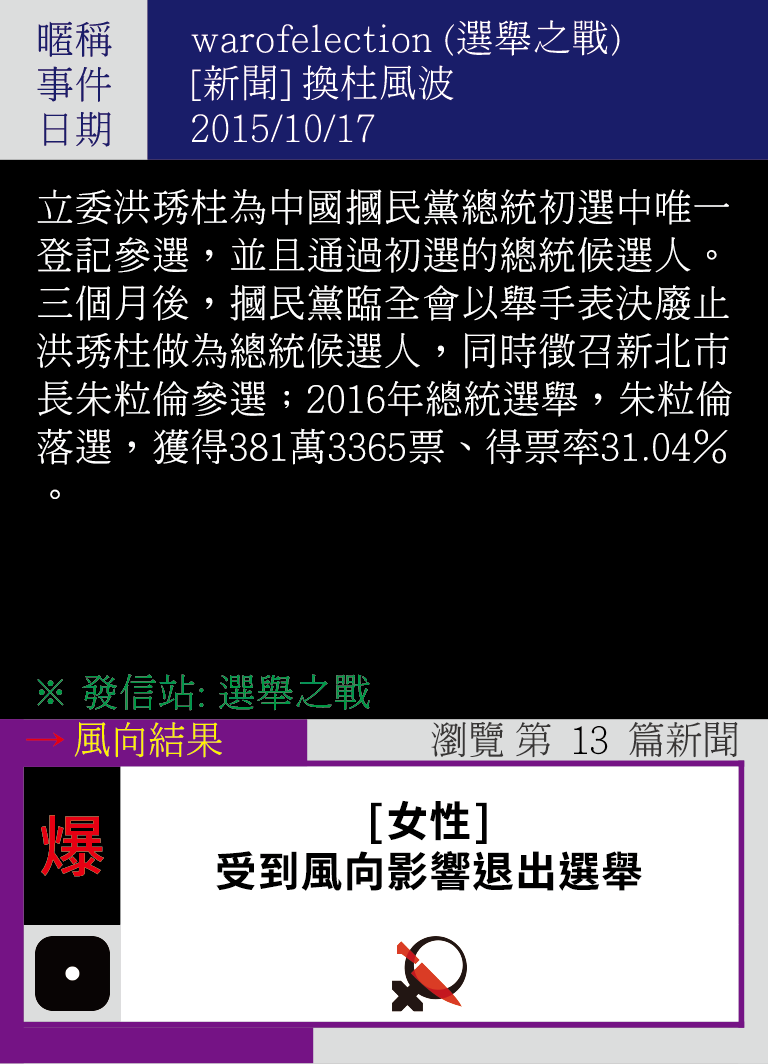 暱稱 warofelection (選舉之戰)
事件 [新聞] 換柱風波
日期 2015/10/17
立委洪琇柱為中國摑民黨總統初選中唯一
登記參選，並且通過初選的總統候選人。
三個月後，摑民黨臨全會以舉手表決廢止
洪琇柱做為總統候選人，同時徵召新北市
長朱粒倫參選；2016年總統選舉，朱粒倫
落選，獲得381萬3365票、得票率31.04%
。
※ 發信站: 選舉之戰
→ 風向結果 瀏覽 第 13 篇新聞
爆
[女性]
受到風向影響退出選舉